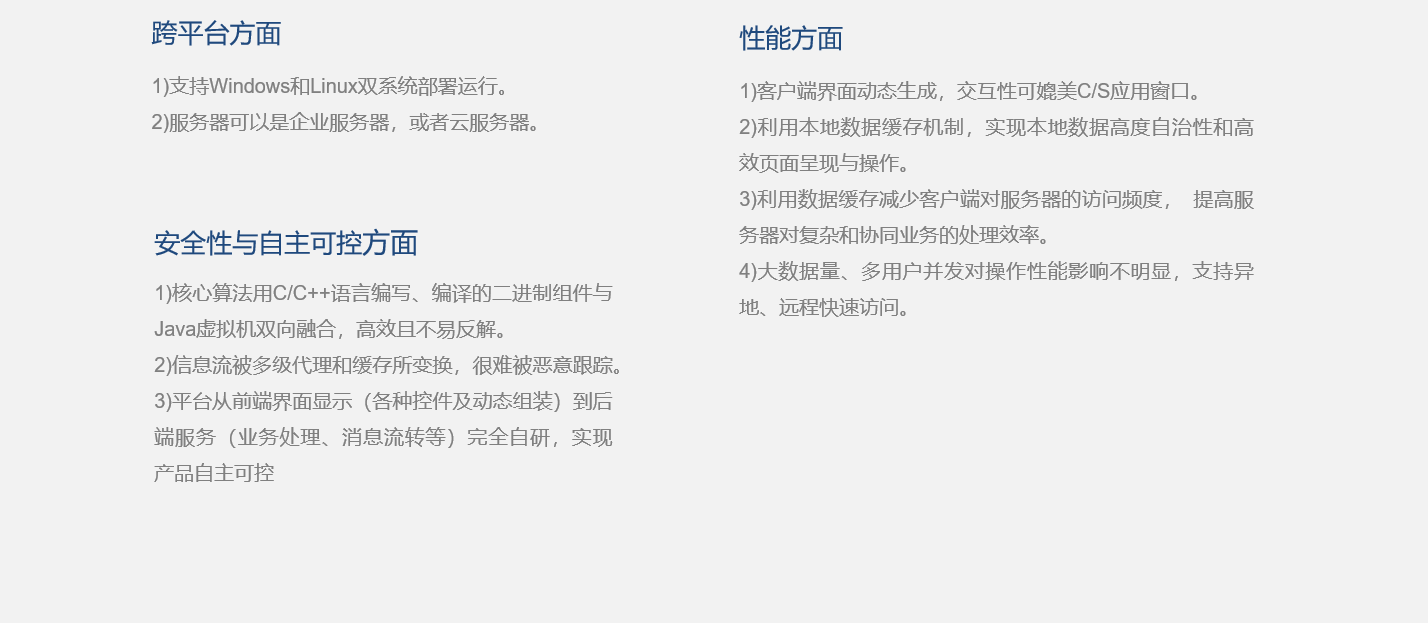 跨平台方面
1)支持Windows和Linux双系统部署运行。
2)服务器可以是企业服务器，或者云服务器。
安全性与自主可控方面
1)核心算法用C/C++语言编写、编译的二进制组件与
Java虚拟机双向融合，高效且不易反解。
2)信息流被多级代理和缓存所变换，很难被恶意跟踪。
3)平台从前端界面显示（各种控件及动态组装）到后
端服务（业务处理、消息流转等）完全自研，实现
产品自主可控
性能方面
1)客户端界面动态生成，交互性可媲美C/S应用窗口。
2)利用本地数据缓存机制，实现本地数据高度自治性和高
效页面呈现与操作。
3)利用数据缓存减少客户端对服务器的访问频度， 提高服
务器对复杂和协同业务的处理效率。
4)大数据量、多用户并发对操作性能影响不明显，支持异
地、远程快速访问。